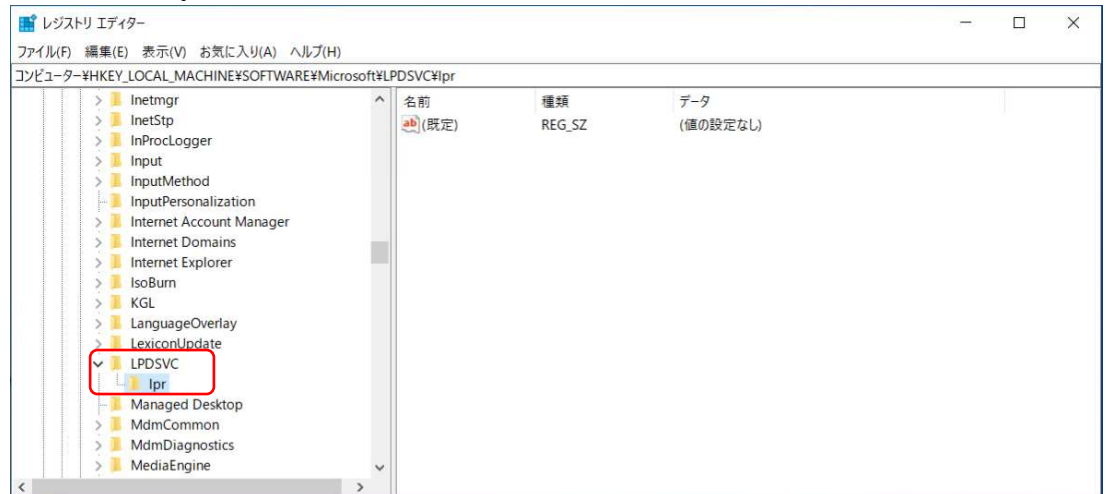 レジストリ エディター
ファイル(F) 編集(E) 表示(V) お気に入り(A) ヘルプ(H)
コンピューター¥HKEY_LOCAL_MACHINE¥SOFTWARE¥Microsoft¥LPDSVC¥lpr
Inetmgr
InetStp
InProcLogger
Input
InputMethod
InputPersonalization
Internet Account Manager
Internet Domains
Internet Explorer
IsoBurn
KGL
LanguageOverlay
LexiconUpdate
LPDSVC
lpr
Managed Desktop
MdmCommon
MdmDiagnostics
MediaEngine
名前 種類 データ
ab (既定) REG_SZ (値の設定なし)